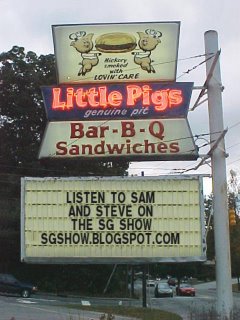 Hickory
smoked with
LOVIN' CARE
Little Pigs
genuine pit
Bar-B-Q
Sandwiches
LISTEN TO SAM
AND STEVE ON
THE SG SHOW
SGSHOW.BLOGSPOT.COM